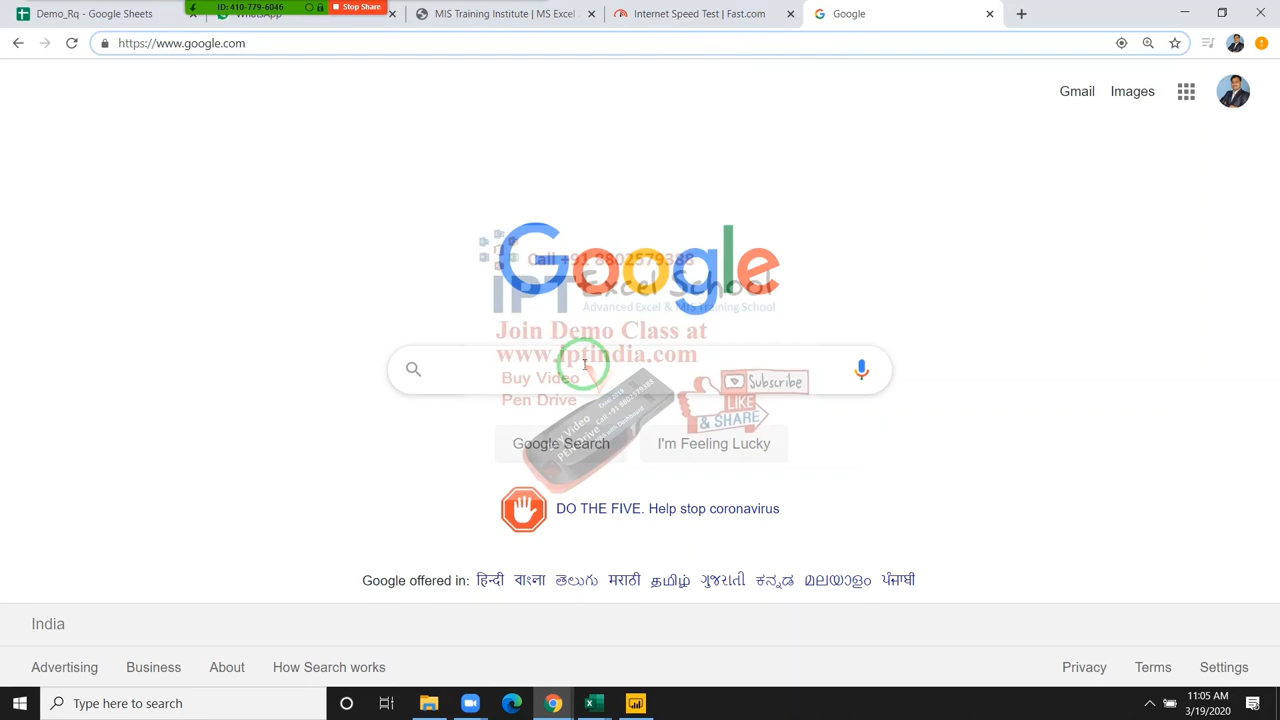 Demo_Rq - Google Sheets
WhatsApp
ID: 410-779-6046
Stop Share
MIS Training Institute | MS Excel
Internet Speed Test | Fast.com
Google
https://www.google.com
Gmail
Images
Google
Call +91 8802579388
IPT Excel School
Advanced Excel & MIS Training School
Join Demo Class at
www.iptindia.com
Buy Video
Pen Drive
Subscribe
LIKE
& SHARE
Google Search
I'm Feeling Lucky
DO THE FIVE. Help stop coronavirus
Google offered in: हिन्दी বাংলা తెలుగు मराठी தமிழ் ગુજરાતી ಕನ್ನಡ മലയാളം ਪੰਜਾਬੀ
India
Advertising
Business
About
How Search works
Privacy
Terms
Settings
Type here to search
11:05 AM
3/19/2020